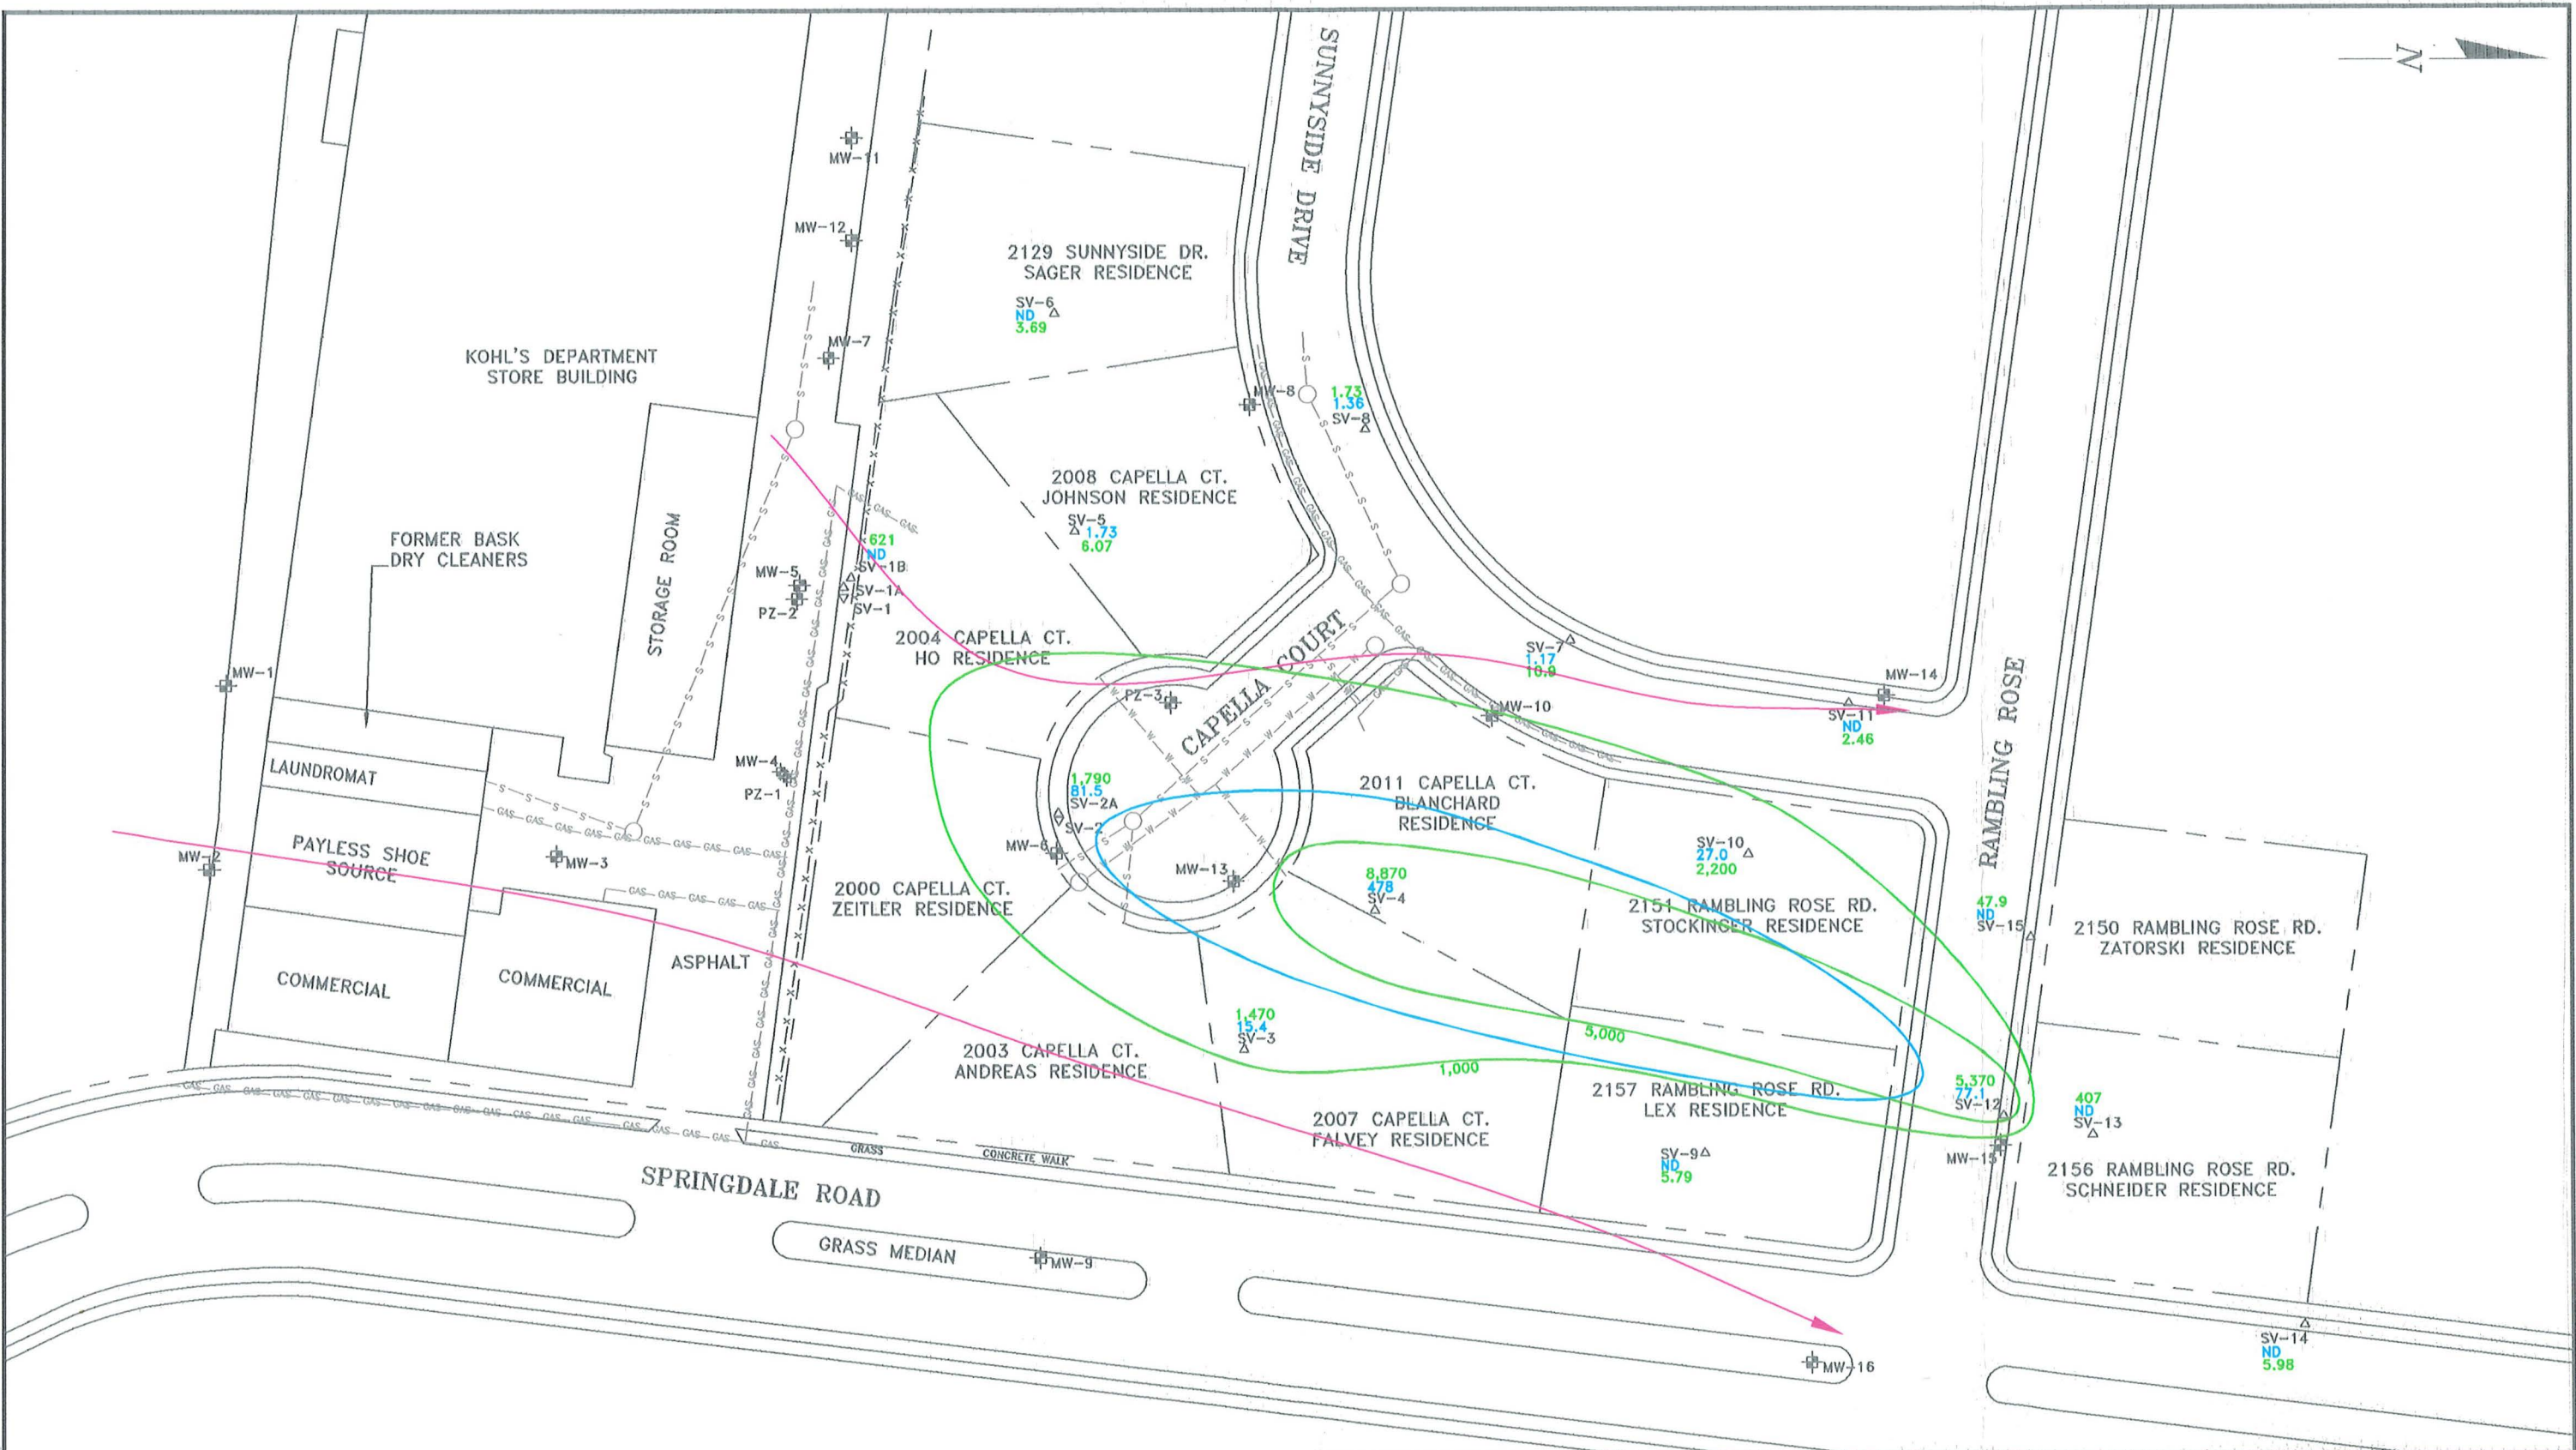 SUNNYSIDE DRIVE
N
MW-11
MW-12
2129 SUNNYSIDE DR.
SAGER RESIDENCE
SV-6
ND
3.69
KOHL'S DEPARTMENT
STORE BUILDING
MW-7
MW-8
1.73
1.36
SV-8
2008 CAPELLA CT.
JOHNSON RESIDENCE
SV-5
1.73
6.07
FORMER BASK
DRY CLEANERS
STORAGE ROOM
621
ND
SV-1B
SV-1A
SV-1
MW-5
PZ-2
2004 CAPELLA CT.
HO RESIDENCE
CAPELLA COURT
SV-7
1.17
10.9
MW-1
PZ-3
MW-10
MW-14
SV-11
ND
2.46
RAMBLING ROSE
LAUNDROMAT
MW-4
PZ-1
1,790
81.5
SV-2A
SV-2
MW-6
2011 CAPELLA CT.
BLANCHARD
RESIDENCE
PAYLESS SHOE
SOURCE
MW-2
MW-3
MW-13
8,870
478
SV-4
SV-10
27.0
2,200
2000 CAPELLA CT.
ZEITLER RESIDENCE
2151 RAMBLING ROSE RD.
STOCKINGER RESIDENCE
47.9
ND
SV-15
2150 RAMBLING ROSE RD.
ZATORSKI RESIDENCE
COMMERCIAL
COMMERCIAL
ASPHALT
1,470
15.4
SV-3
5,000
1,000
2003 CAPELLA CT.
ANDREAS RESIDENCE
2157 RAMBLING ROSE RD.
LEX RESIDENCE
5,370
77.1
SV-12
407
ND
SV-13
2007 CAPELLA CT.
FALVEY RESIDENCE
SV-9
ND
5.79
MW-15
2156 RAMBLING ROSE RD.
SCHNEIDER RESIDENCE
GRASS
CONCRETE WALK
SPRINGDALE ROAD
GRASS MEDIAN
MW-9
MW-16
SV-14
ND
5.98